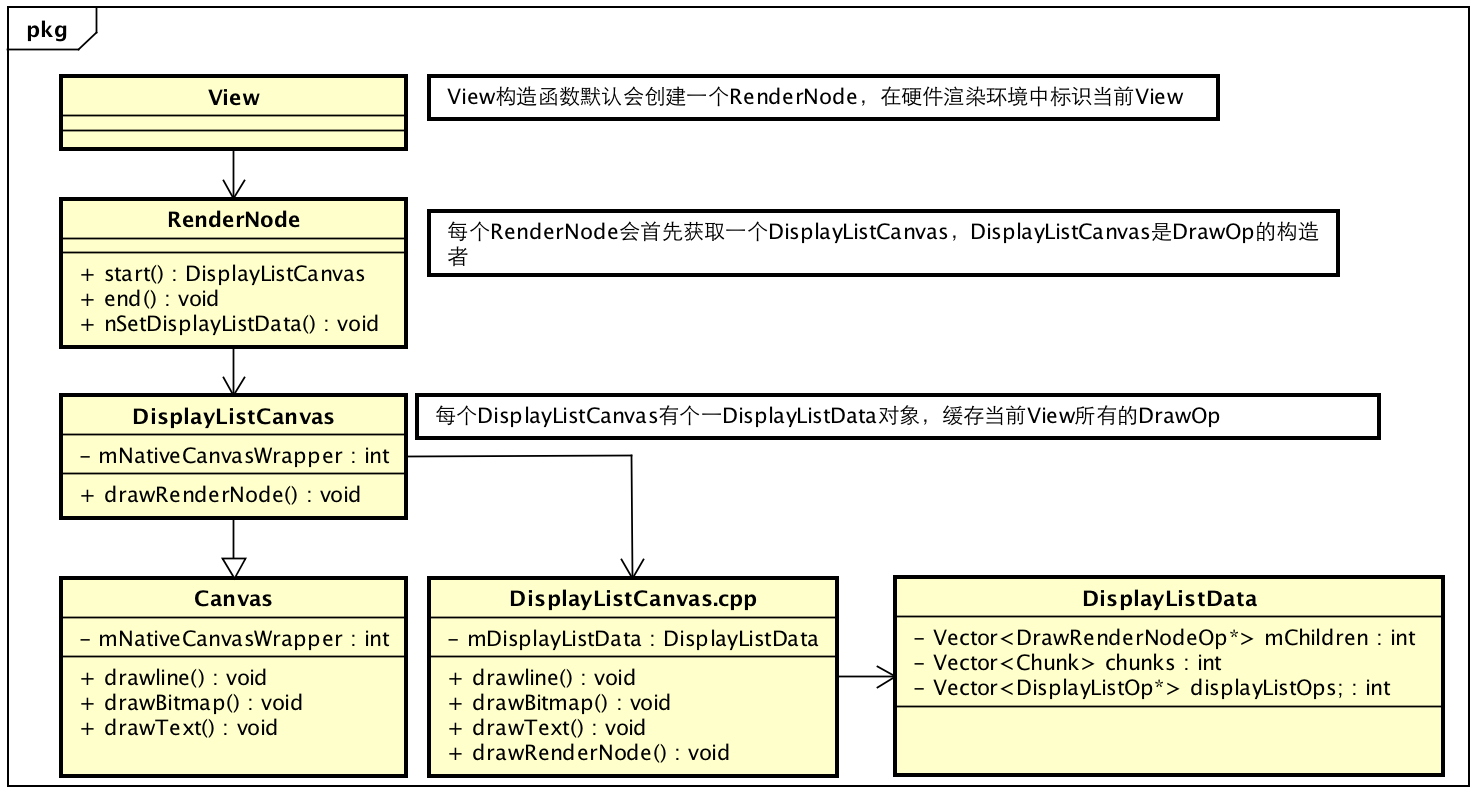 pkg
View
View构造函数默认会创建一个RenderNode，在硬件渲染环境中标识当前View
RenderNode
+ start() : DisplayListCanvas
+ end() : void
+ nSetDisplayListData() : void
每个RenderNode会首先获取一个DisplayListCanvas，DisplayListCanvas是DrawOp的构造
者
DisplayListCanvas
- mNativeCanvasWrapper : int
+ drawRenderNode() : void
每个DisplayListCanvas有个一DisplayListData对象，缓存当前View所有的DrawOp
Canvas
- mNativeCanvasWrapper : int
+ drawline() : void
+ drawBitmap() : void
+ drawText() : void
DisplayListCanvas.cpp
- mDisplayListData : DisplayListData
+ drawline() : void
+ drawBitmap() : void
+ drawText() : void
+ drawRenderNode() : void
DisplayListData
- Vector<DrawRenderNodeOp*> mChildren : int
- Vector<Chunk> chunks : int
- Vector<DisplayListOp*> displayListOps; : int